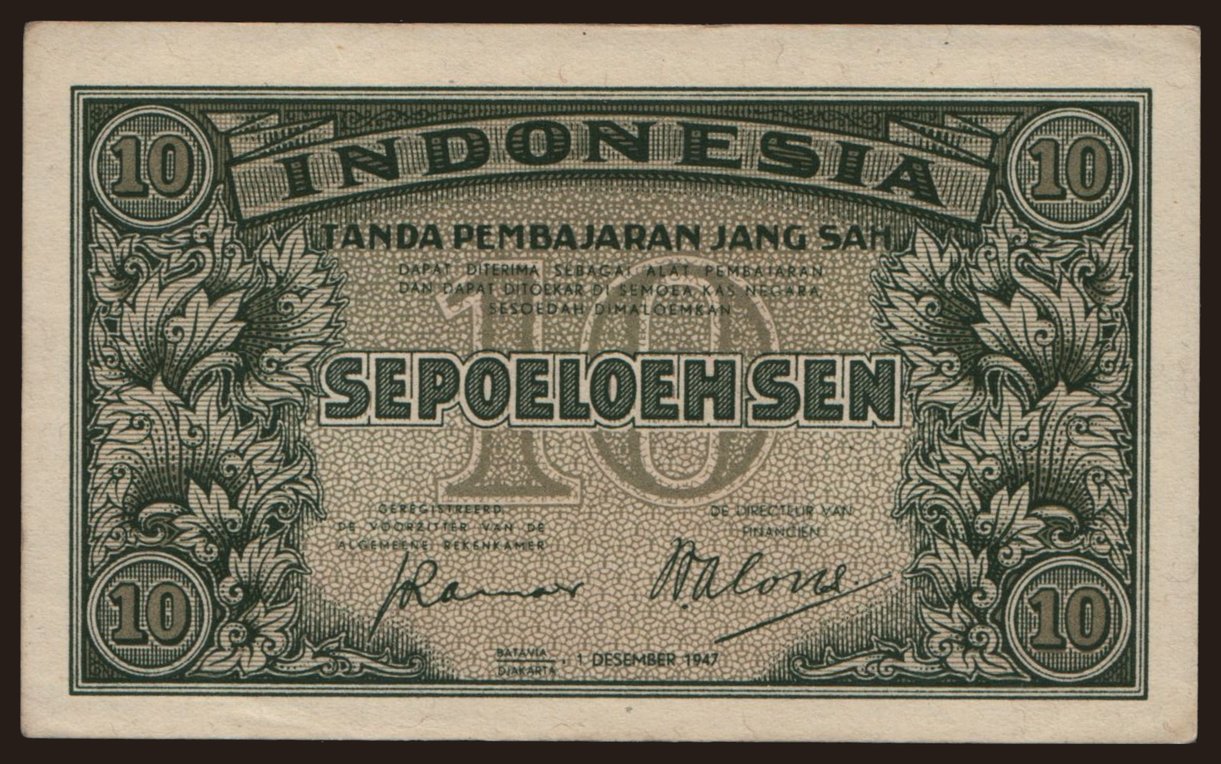 10 INDONESIA 10
TANDA PEMBAJARAN JANG SAH
DAPAT DITERIMA SEBAGAI ALAT PEMBAJARAN
DAN DAPAT DITOEKAR DI SEMOEA KAS NEGARA,
SESOEDAH DIMALOEMKAN
10
SEPOELOEH SEN
GEREGISTREERD,
DE VOORZITTER VAN DE
ALGEMEENE REKENKAMER
DE DIRECTEUR VAN
FINANCIËN
10 10
BATAVIA
DJAKARTA, 1 DESEMBER 1947